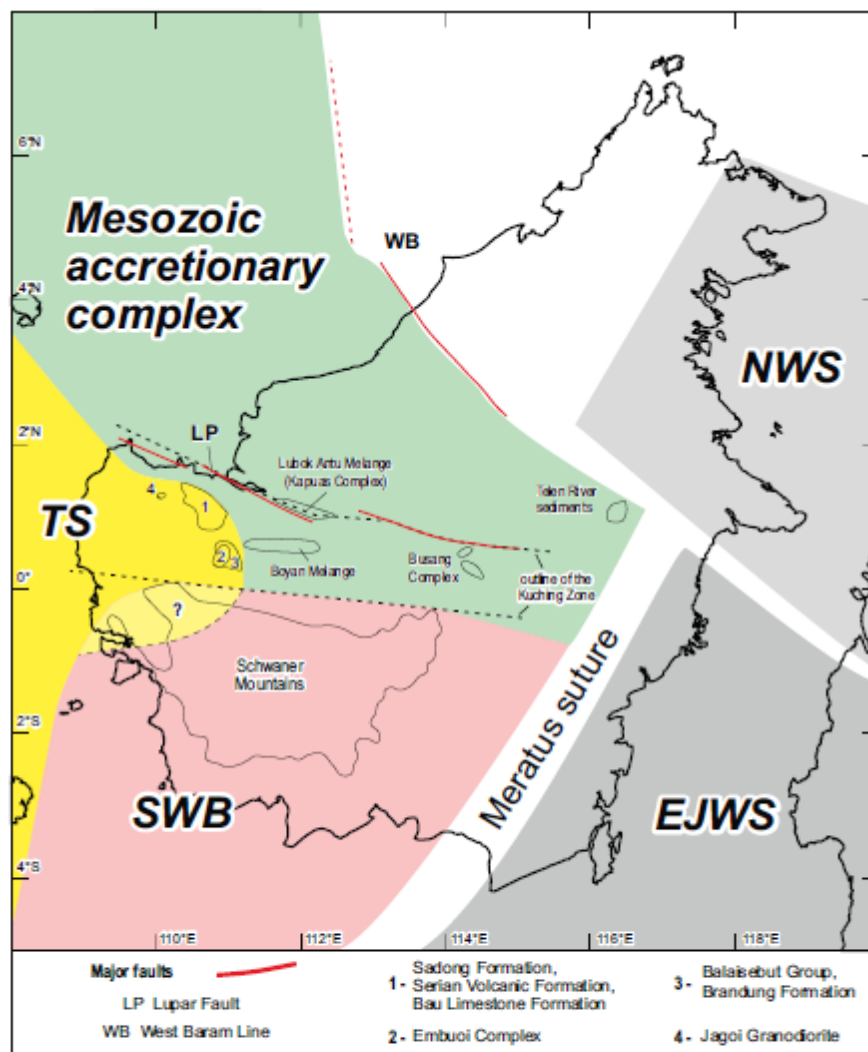 6°N
Mesozoic
accretionary
complex
WB
4°N
NWS
2°N
LP
Lubok Antu Melange
(Kapuas Complex)
Telen River
sediments
4
1
TS
2
3
Boyan Melange
Busang
Complex
outline of the
Kuching Zone
0°
?
Schwaner
Mountains
Meratus suture
2°S
SWB
EJWS
4°S
110°E
112°E
114°E
116°E
118°E
Major faults
LP Lupar Fault
WB West Baram Line
1- Sadong Formation,
Serian Volcanic Formation,
Bau Limestone Formation
2- Embuoi Complex
3- Balaisebut Group,
Brandung Formation
4- Jagoi Granodiorite